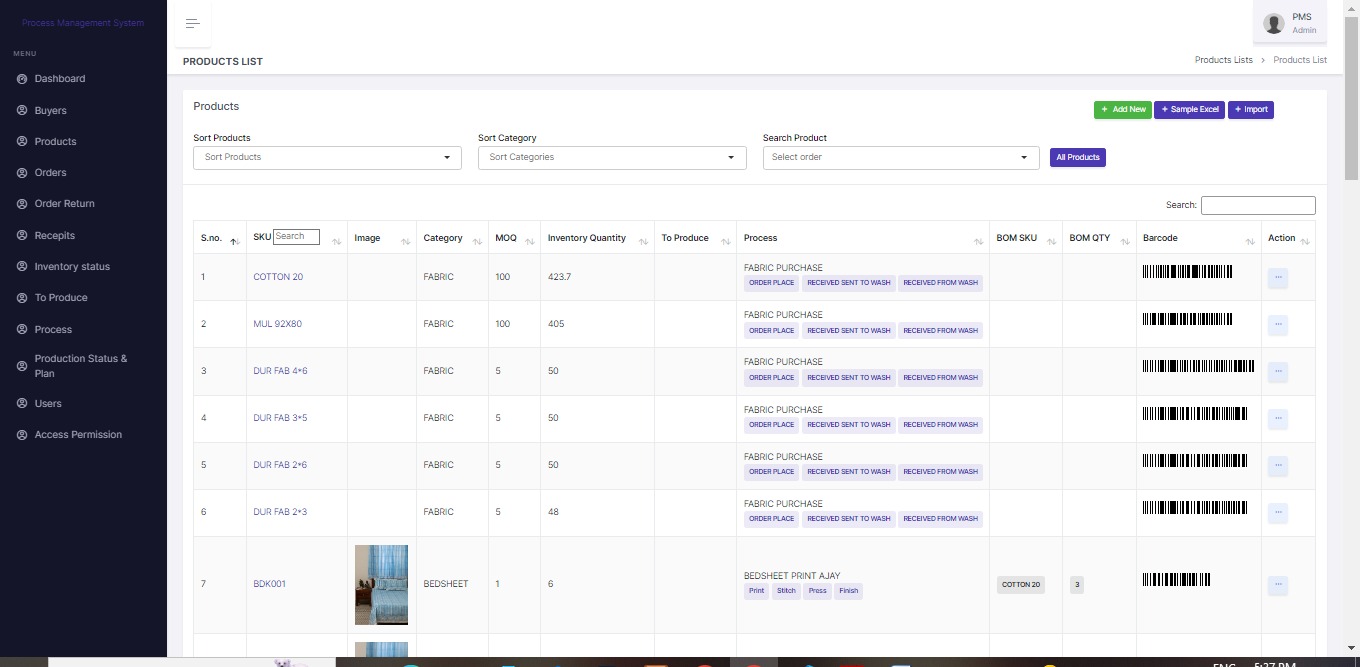 Process Management System
MENU
Dashboard
Buyers
Products
Orders
Order Return
Recepits
Inventory status
To Produce
Process
Production Status &
Plan
Users
Access Permission
PMS
Admin
PRODUCTS LIST
Products Lists > Products List
Products
+ Add New + Sample Excel + Import
Sort Products Sort Category Search Product
Sort Products Sort Categories Select order All Products
Search:
S.no. SKU Search Image Category MOQ Inventory Quantity To Produce Process BOM SKU BOM QTY Barcode Action
FABRIC PURCHASE
1 COTTON 20 FABRIC 100 423.7
ORDER PLACE RECEIVED SENT TO WASH RECEIVED FROM WASH ...
FABRIC PURCHASE
2 MUL 92X80 FABRIC 100 405
ORDER PLACE RECEIVED SENT TO WASH RECEIVED FROM WASH ...
FABRIC PURCHASE
3 DUR FAB 4*6 FABRIC 5 50
ORDER PLACE RECEIVED SENT TO WASH RECEIVED FROM WASH ...
FABRIC PURCHASE
4 DUR FAB 3*5 FABRIC 5 50
ORDER PLACE RECEIVED SENT TO WASH RECEIVED FROM WASH ...
FABRIC PURCHASE
5 DUR FAB 2*6 FABRIC 5 50
ORDER PLACE RECEIVED SENT TO WASH RECEIVED FROM WASH ...
FABRIC PURCHASE
6 DUR FAB 2*3 FABRIC 5 48
ORDER PLACE RECEIVED SENT TO WASH RECEIVED FROM WASH ...
BEDSHEET PRINT AJAY
7 BDK001 BEDSHEET 1 6 COTTON 20 3 ...
Print Stitch Press Finish
ENG 5:27 PM